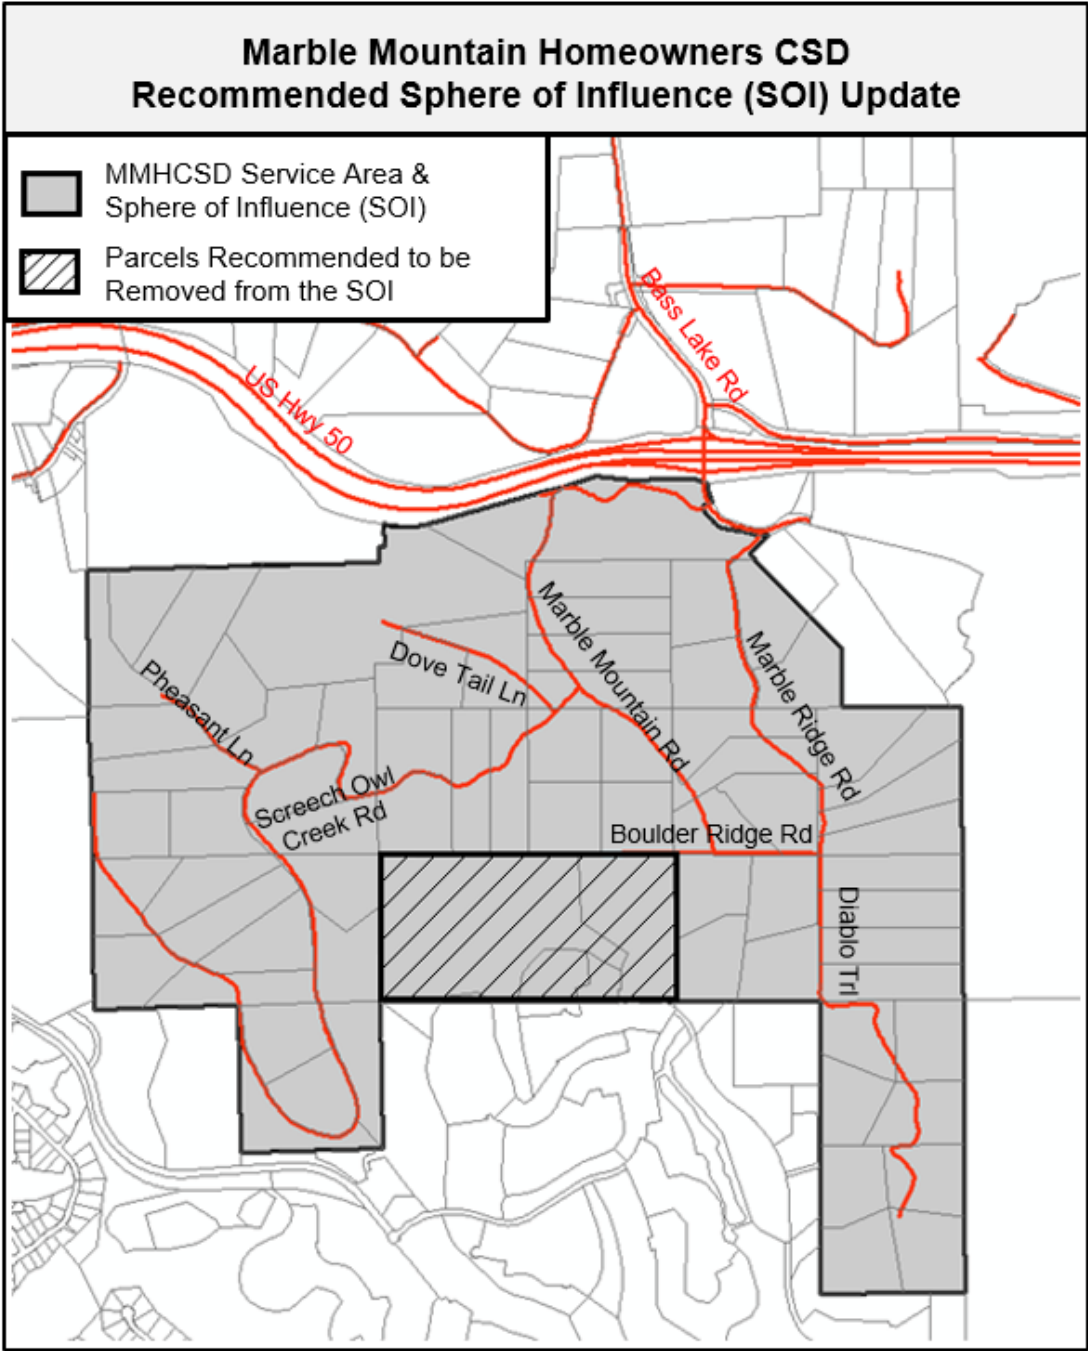 Marble Mountain Homeowners CSD
Recommended Sphere of Influence (SOI) Update
MMHCSD Service Area &
Sphere of Influence (SOI)
Parcels Recommended to be
Removed from the SOI
Bass Lake Rd
US Hwy 50
Marble Mountain Rd
Dove Tail Ln
Marble Ridge Rd
Pheasant Ln
Screech Owl
Creek Rd
Boulder Ridge Rd
Diablo Trl